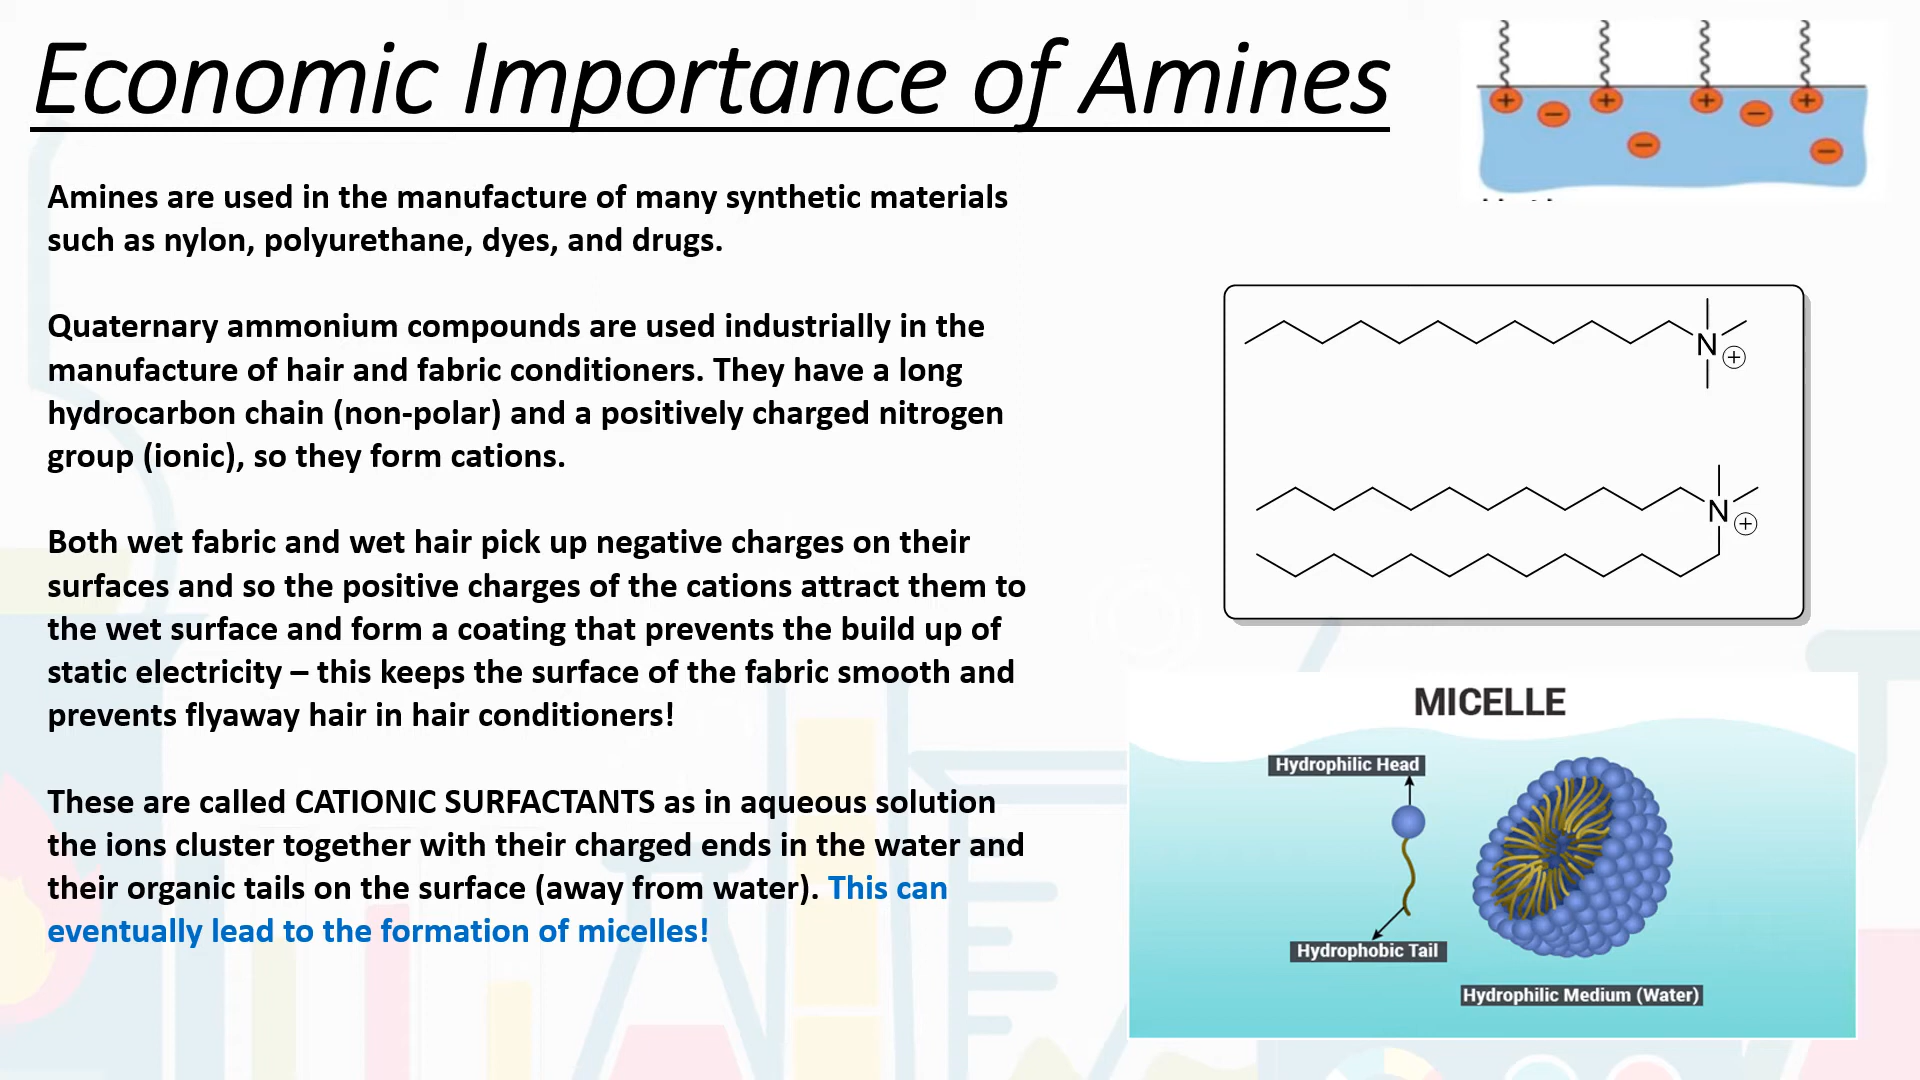 Economic Importance of Amines
Amines are used in the manufacture of many synthetic materials
such as nylon, polyurethane, dyes, and drugs.
Quaternary ammonium compounds are used industrially in the
manufacture of hair and fabric conditioners. They have a long
hydrocarbon chain (non-polar) and a positively charged nitrogen
group (ionic), so they form cations.
Both wet fabric and wet hair pick up negative charges on their
surfaces and so the positive charges of the cations attract them to
the wet surface and form a coating that prevents the build up of
static electricity – this keeps the surface of the fabric smooth and
prevents flyaway hair in hair conditioners!
These are called CATIONIC SURFACTANTS as in aqueous solution
the ions cluster together with their charged ends in the water and
their organic tails on the surface (away from water). This can
eventually lead to the formation of micelles!
+ − + − + − + −
N +
N +
MICELLE
Hydrophilic Head
Hydrophobic Tail
Hydrophilic Medium (Water)